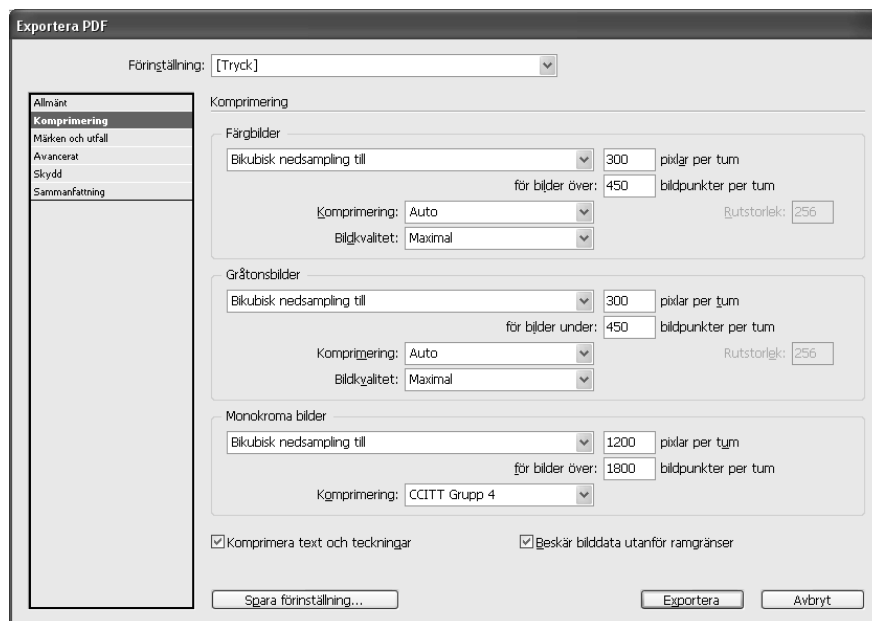 Exportera PDF
Förinställning: [Tryck]
Allmänt
Komprimering
Märken och utfall
Avancerat
Skydd
Sammanfattning
Komprimering
Färgbilder
Bikubisk nedsampling till 300 pixlar per tum
för bilder över: 450 bildpunkter per tum
Komprimering: Auto Rutstorlek: 256
Bildkvalitet: Maximal
Gråtonsbilder
Bikubisk nedsampling till 300 pixlar per tum
för bilder under: 450 bildpunkter per tum
Komprimering: Auto Rutstorlek: 256
Bildkvalitet: Maximal
Monokroma bilder
Bikubisk nedsampling till 1200 pixlar per tum
för bilder över: 1800 bildpunkter per tum
Komprimering: CCITT Grupp 4
Komprimera text och teckningar Beskär bilddata utanför ramgränser
Spara förinställning... Exportera Avbryt